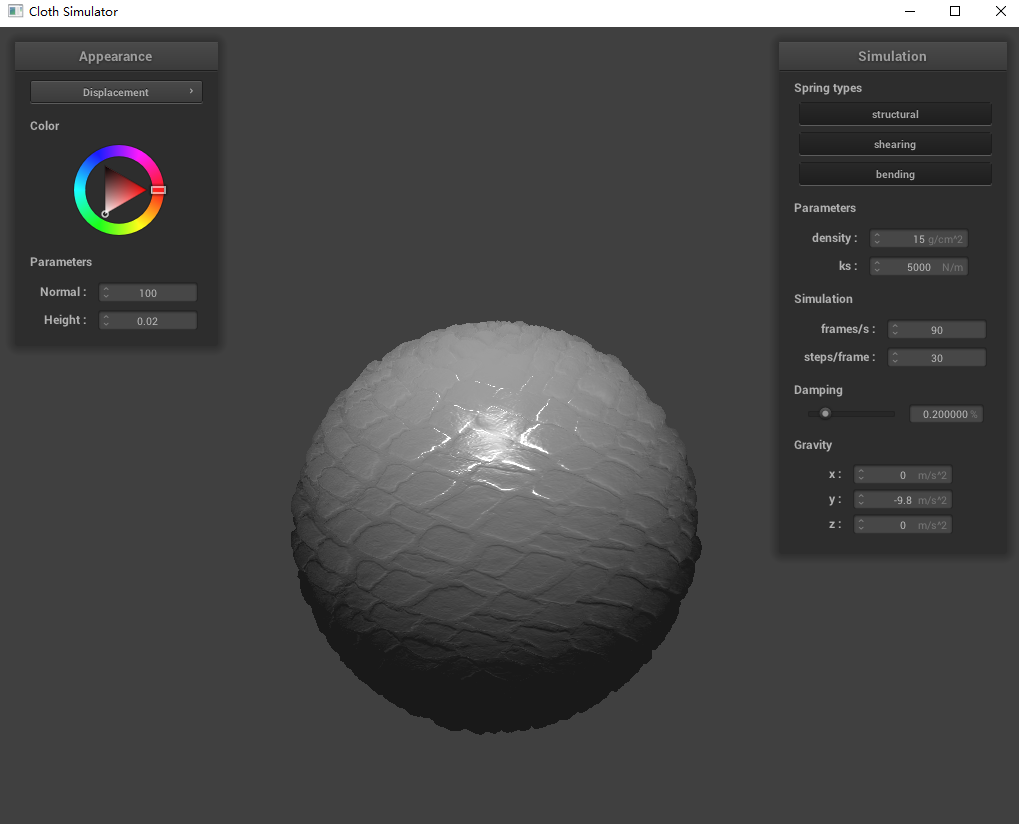 Cloth Simulator
Appearance
Displacement
Color
Parameters
Normal : 100
Height : 0.02
Simulation
Spring types
structural
shearing
bending
Parameters
density : 15 g/cm^2
ks : 5000 N/m
Simulation
frames/s : 90
steps/frame : 30
Damping
0.200000 %
Gravity
x : 0 m/s^2
y : -9.8 m/s^2
z : 0 m/s^2